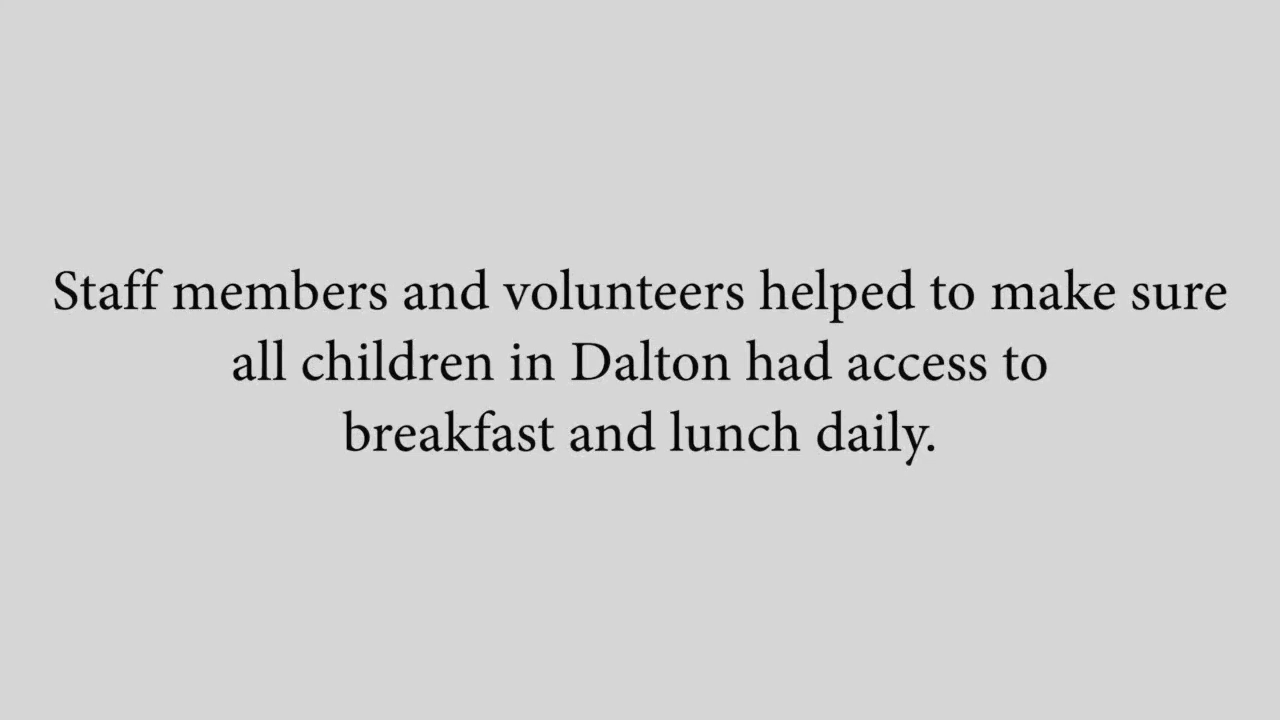 Staff members and volunteers helped to make sure
all children in Dalton had access to
breakfast and lunch daily.